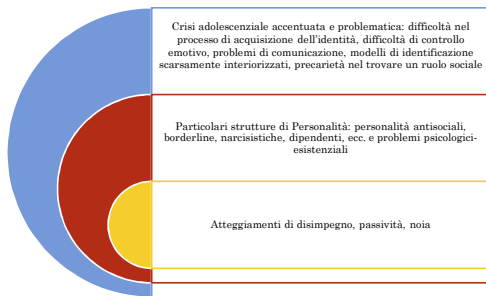 Crisi adolescenziale accentuata e problematica: difficoltà nel
processo di acquisizione dell'identità, difficoltà di controllo
emotivo, problemi di comunicazione, modelli di identificazione
scarsamente interiorizzati, precarietà nel trovare un ruolo sociale
Particolari strutture di Personalità: personalità antisociali,
borderline, narcisistiche, dipendenti, ecc. e problemi psicologici-
esistenziali
Atteggiamenti di disimpegno, passività, noia